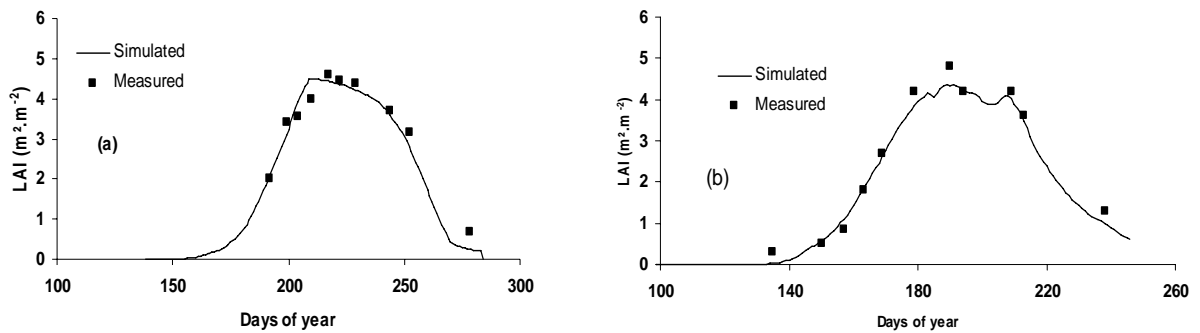 6
5
4
3
2
1
0
LAI (m².m⁻²)
Simulated
Measured
(a)
100 150 200 250 300
Days of year
6
5
4
3
2
1
0
LAI (m².m⁻²)
Simulated
Measured
(b)
100 140 180 220 260
Days of year